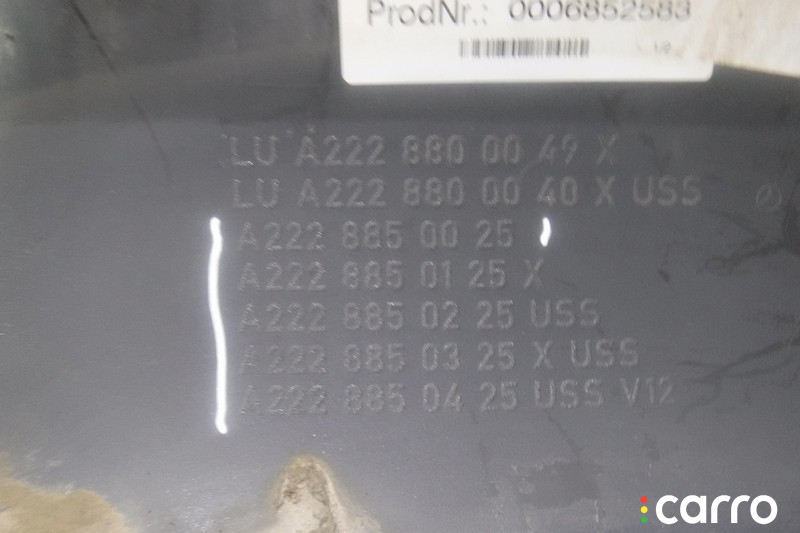 ProdNr.: 0006852583
LU A222 880 00 49 X
LU A222 880 00 40 X USS
A222 885 00 25
A222 885 01 25 X
A222 885 02 25 USS
A222 885 03 25 X USS
A222 885 04 25 USS V12
carro